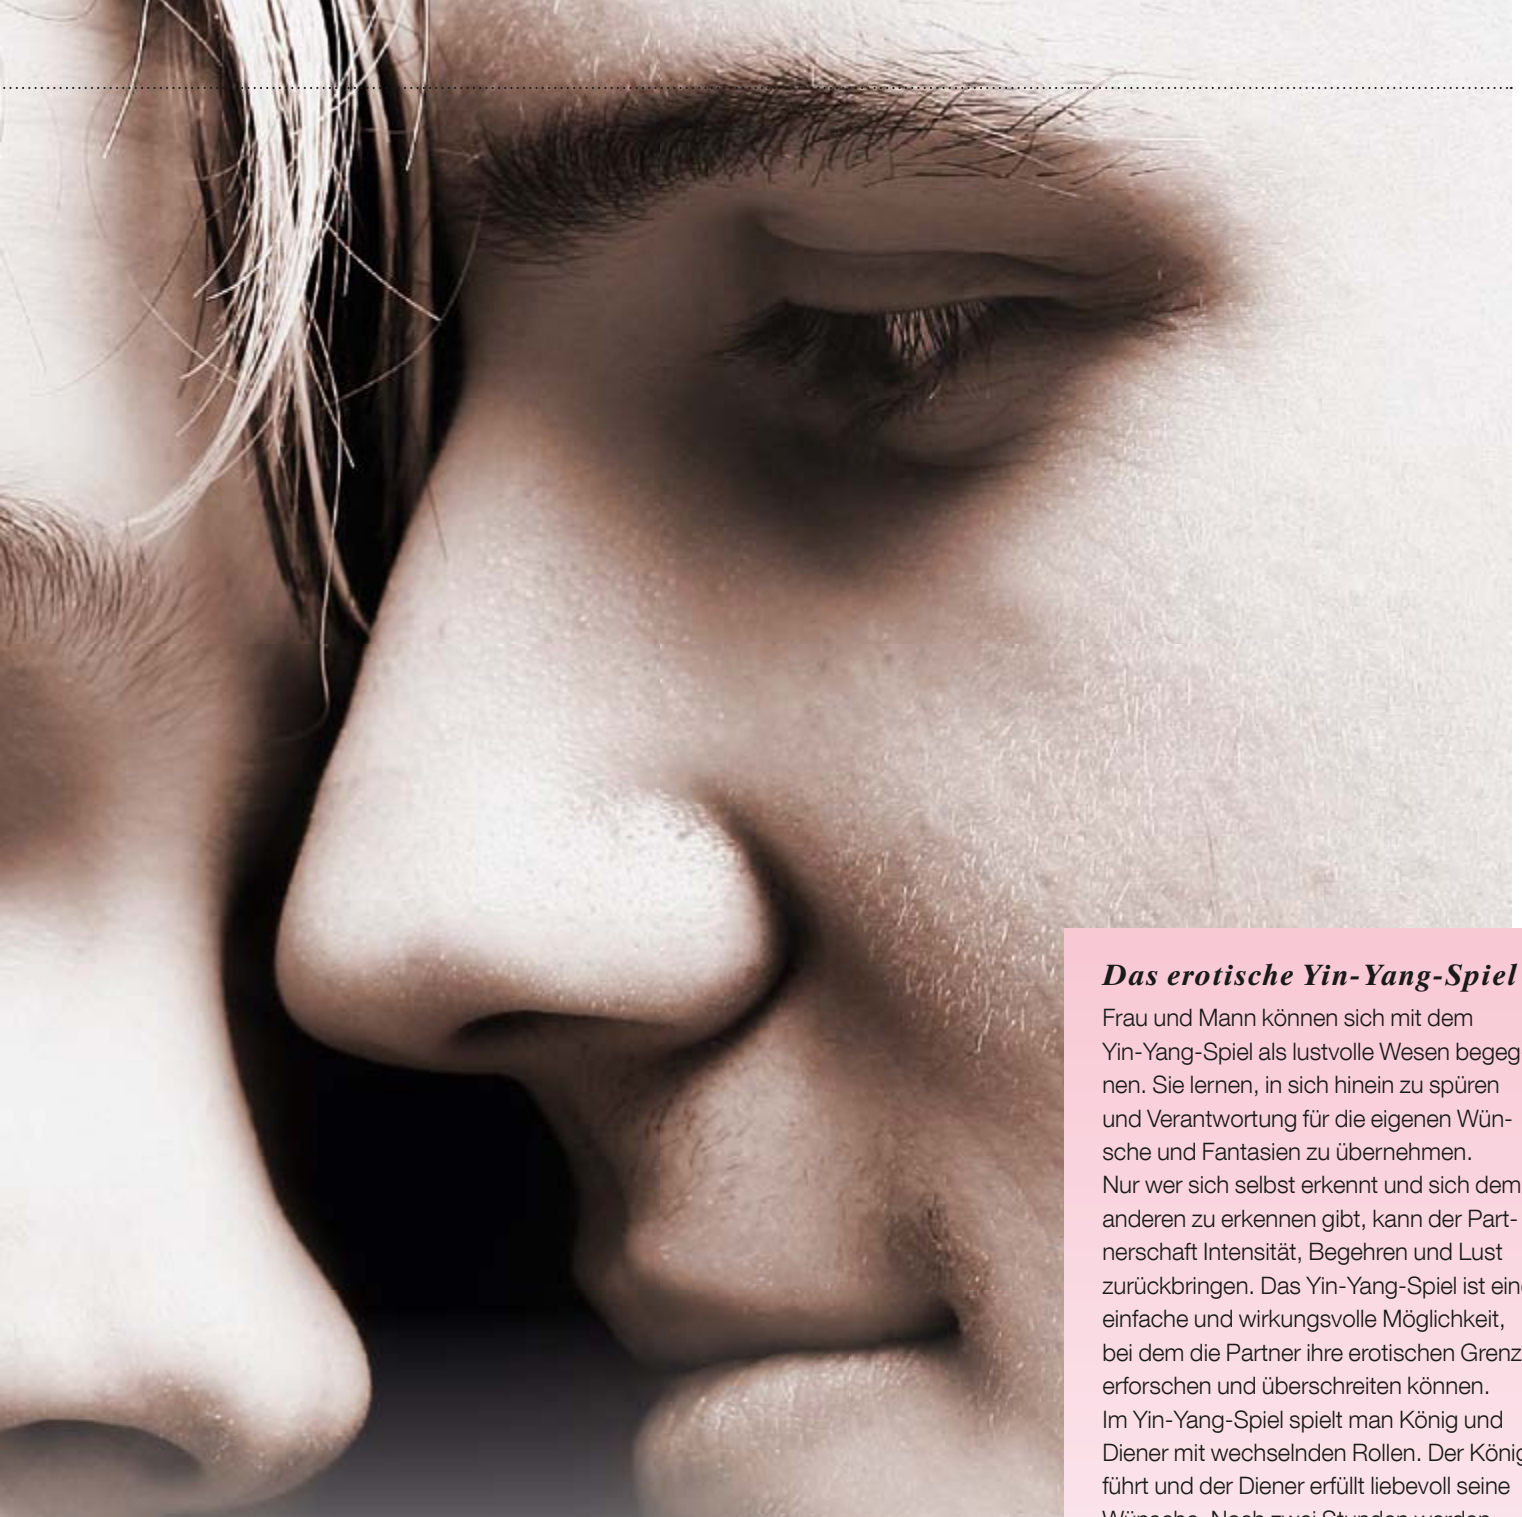 Das erotische Yin-Yang-Spiel
Frau und Mann können sich mit dem
Yin-Yang-Spiel als lustvolle Wesen begeg
nen. Sie lernen, in sich hinein zu spüren
und Verantwortung für die eigenen Wün-
sche und Fantasien zu übernehmen.
Nur wer sich selbst erkennt und sich dem
anderen zu erkennen gibt, kann der Part-
nerschaft Intensität, Begehren und Lust
zurückbringen. Das Yin-Yang-Spiel ist ein
einfache und wirkungsvolle Möglichkeit,
bei dem die Partner ihre erotischen Grenz
erforschen und überschreiten können.
Im Yin-Yang-Spiel spielt man König und
Diener mit wechselnden Rollen. Der König
führt und der Diener erfüllt liebevoll seine
Wünsche. Nach zwei Stunden werden